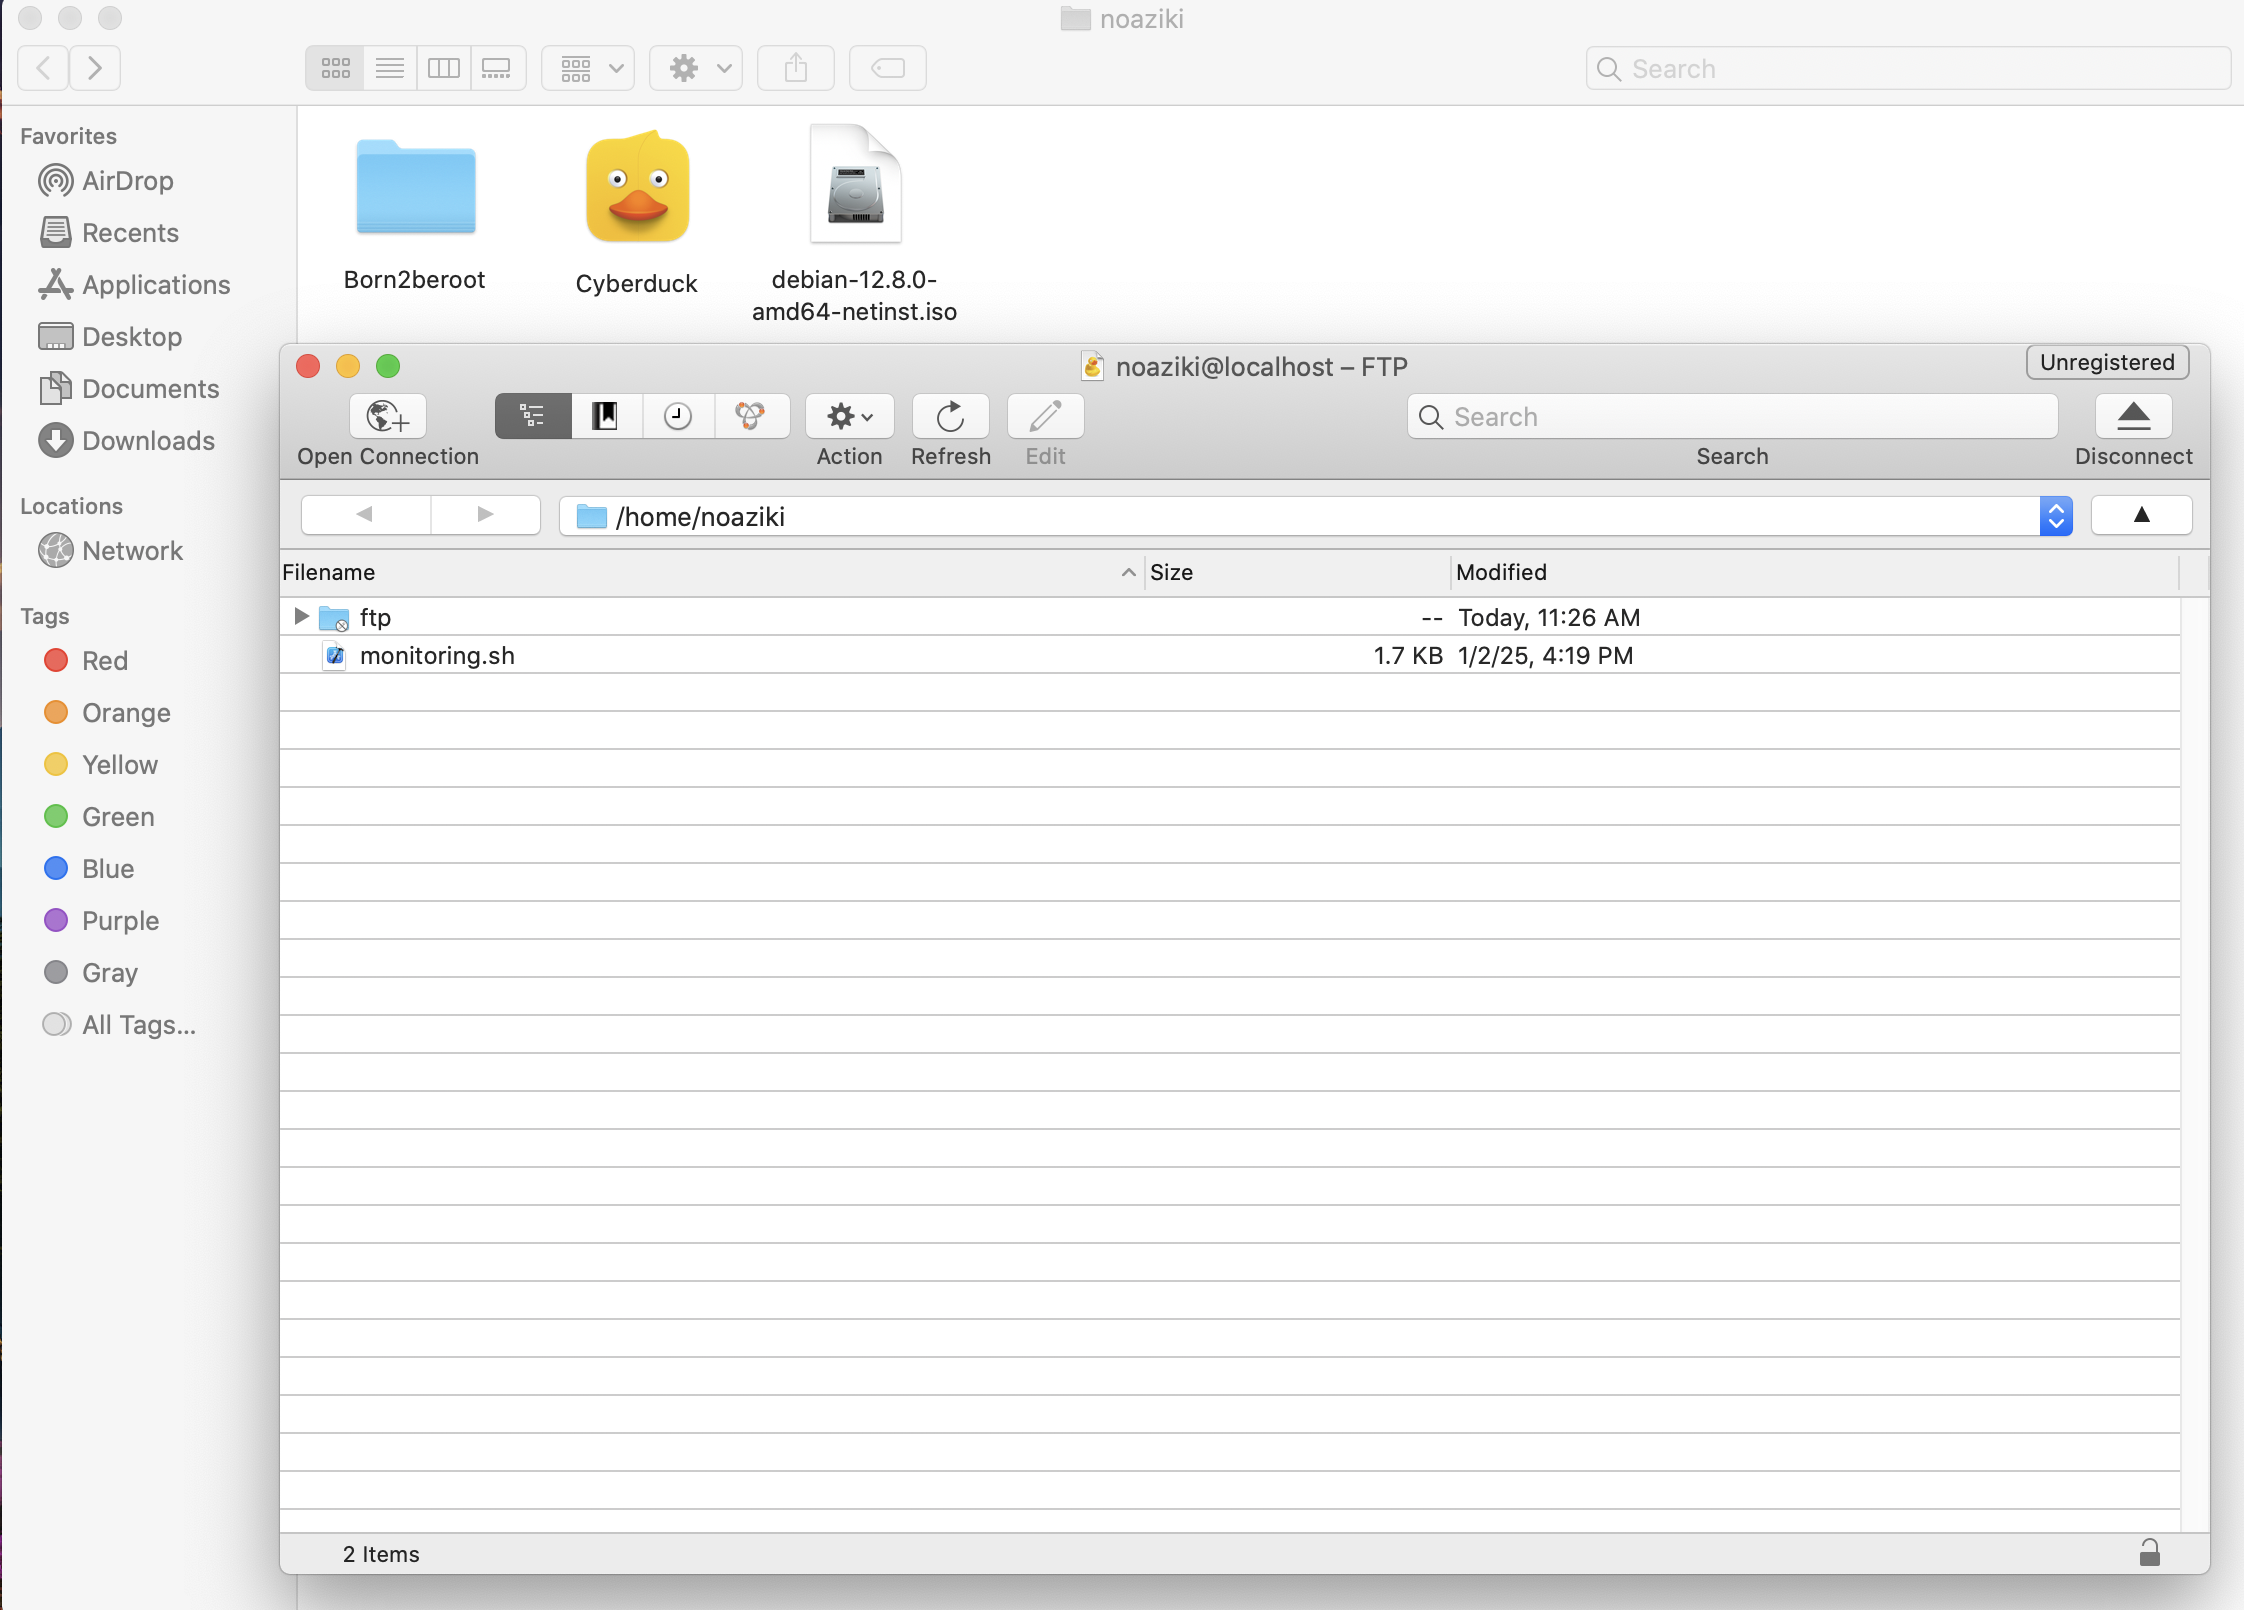 noaziki
Search
Favorites
AirDrop
Recents
Applications
Desktop
Documents
Downloads
Locations
Network
Tags
Red
Orange
Yellow
Green
Blue
Purple
Gray
All Tags...
Born2beroot
Cyberduck
debian-12.8.0-
amd64-netinst.iso
noaziki@localhost – FTP
Unregistered
Search
Open Connection
Action
Refresh
Edit
Search
Disconnect
/home/noaziki
Filename
Size
Modified
ftp
-- Today, 11:26 AM
monitoring.sh
1.7 KB 1/2/25, 4:19 PM
2 Items